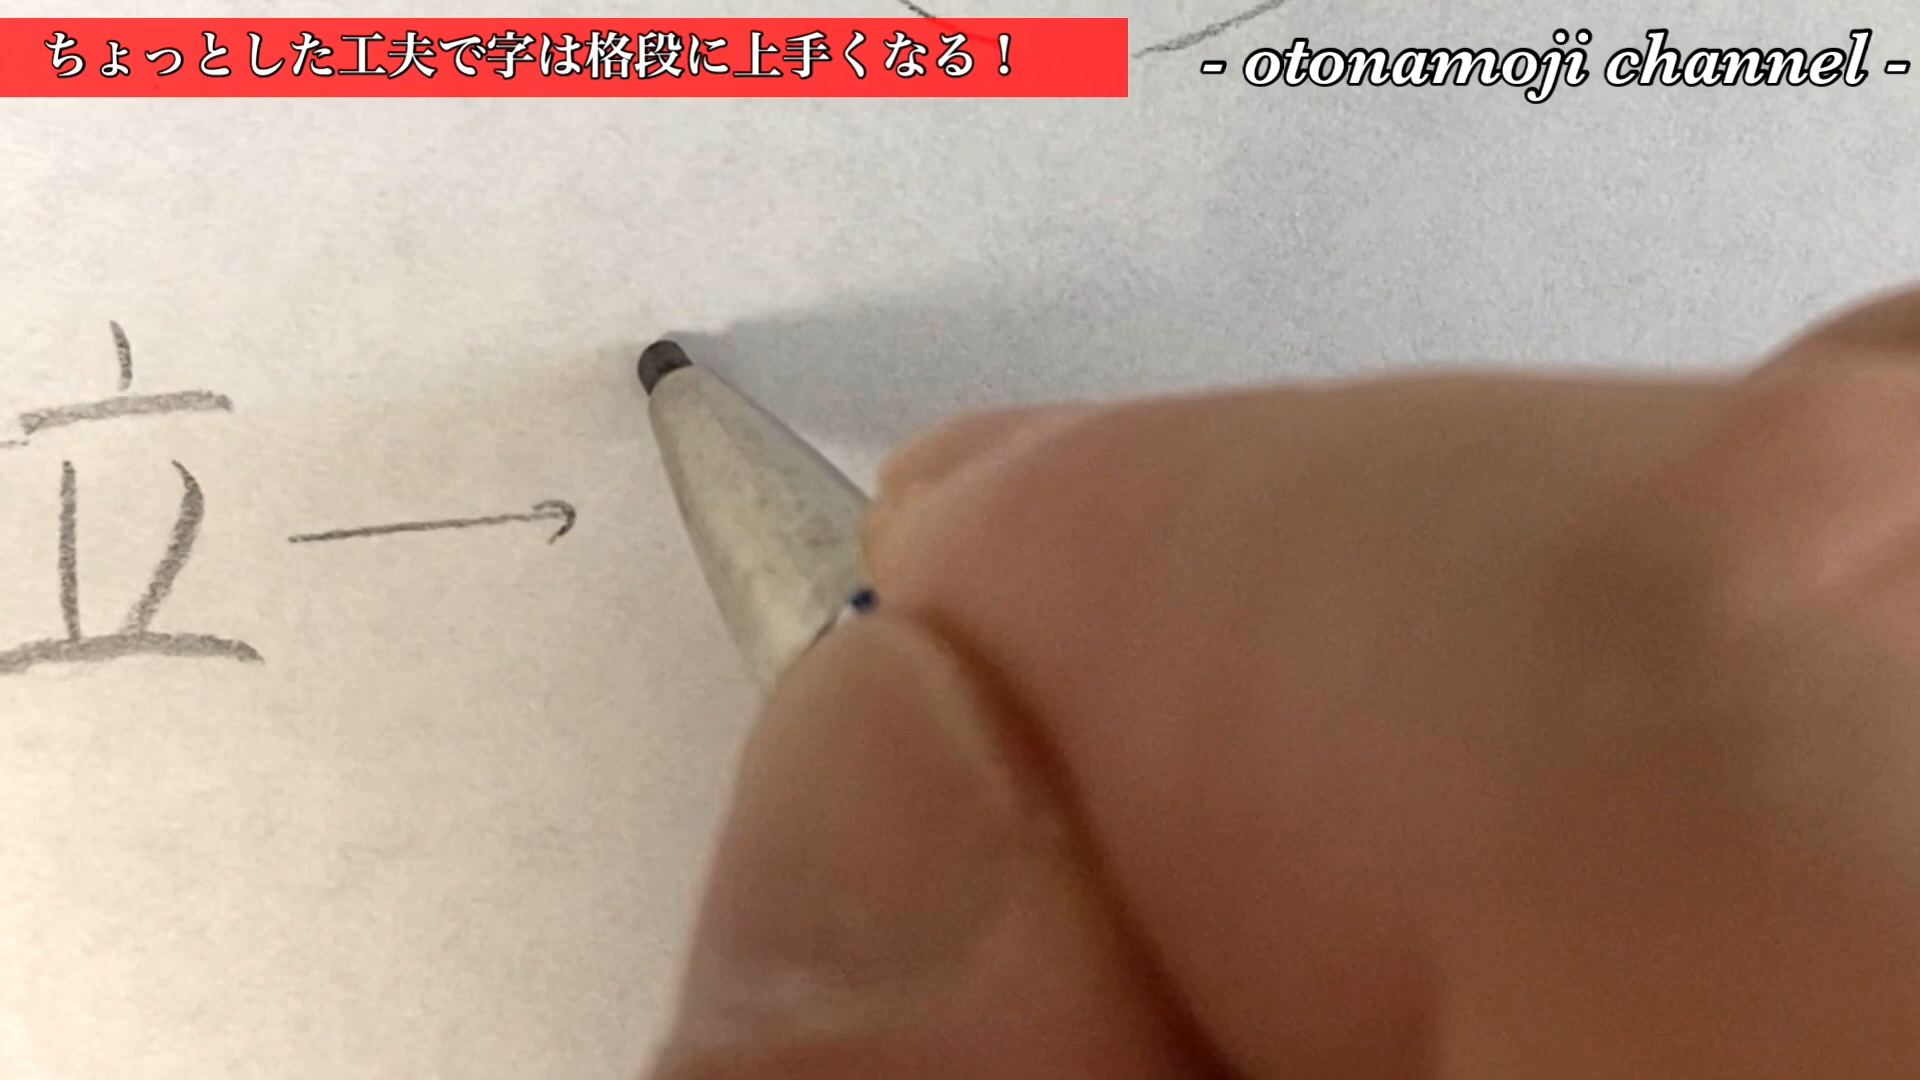 ちょっとした工夫で字は格段に上手くなる！
- otonamoji channel -
立 →